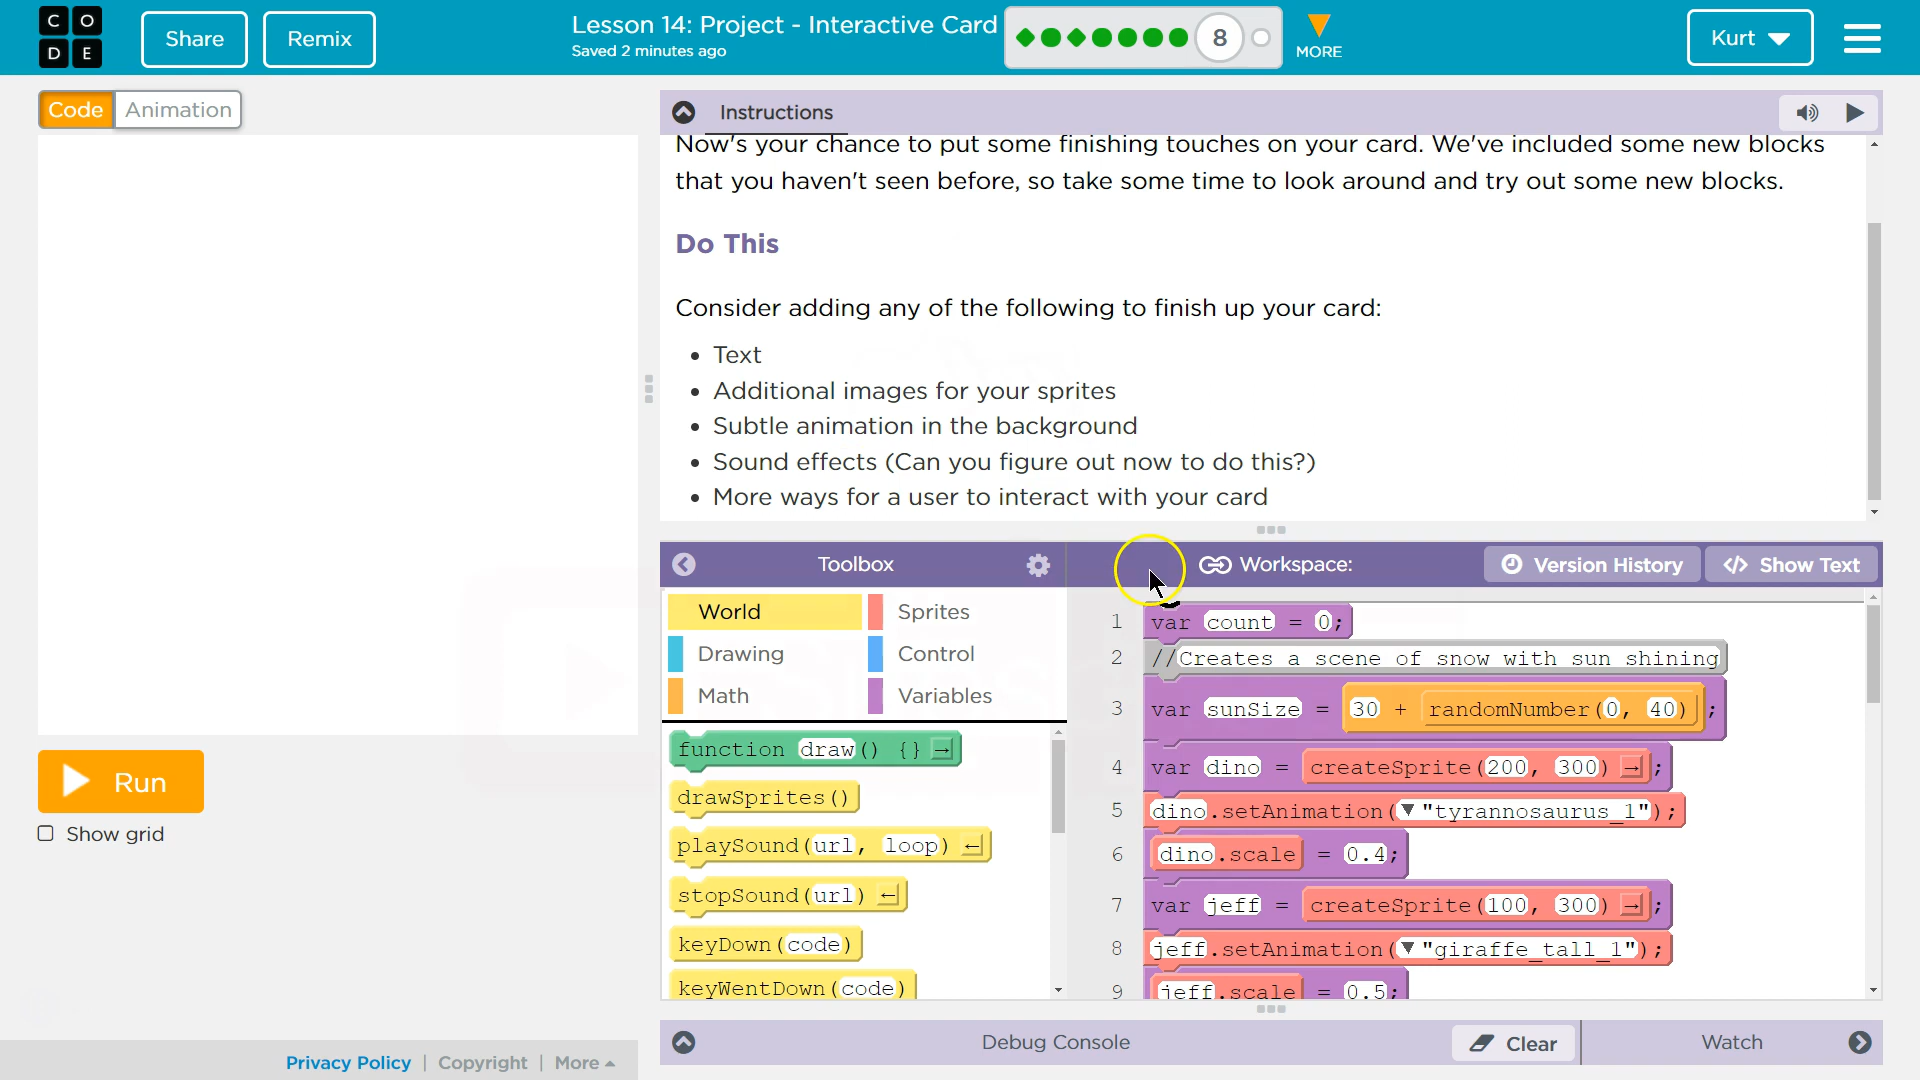 C O
D E
Share
Remix
Lesson 14: Project - Interactive Card
Saved 2 minutes ago
8
MORE
Kurt
Code
Animation
Instructions
Now's your chance to put some finishing touches on your card. We've included some new blocks
that you haven't seen before, so take some time to look around and try out some new blocks.
Do This
Consider adding any of the following to finish up your card:
• Text
• Additional images for your sprites
• Subtle animation in the background
• Sound effects (Can you figure out now to do this?)
• More ways for a user to interact with your card
Toolbox
Workspace:
Version History
</> Show Text
World
Sprites
Drawing
Control
Math
Variables
function draw() {}
drawSprites()
playSound(url, loop)
stopSound(url)
keyDown(code)
keyWentDown(code)
1 var count = 0;
2 //Creates a scene of snow with sun shining
3 var sunSize = 30 + randomNumber(0, 40);
4 var dino = createSprite(200, 300);
5 dino.setAnimation("tyrannosaurus_1");
6 dino.scale = 0.4;
7 var jeff = createSprite(100, 300);
8 jeff.setAnimation("giraffe_tall_1");
9 jeff.scale = 0.5;
Run
Show grid
Debug Console
Clear
Watch
Privacy Policy | Copyright | More